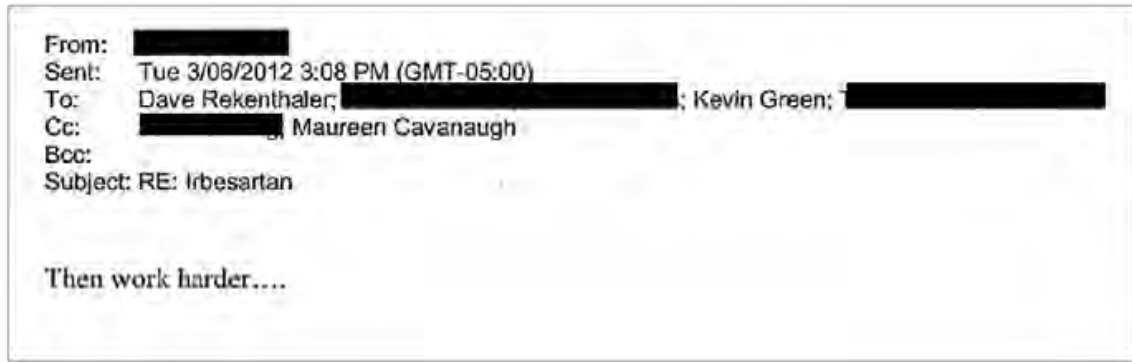 From:
Sent: Tue 3/06/2012 3:08 PM (GMT-05:00)
To: Dave Rekenthaler; ; Kevin Green;
Cc: Maureen Cavanaugh
Bcc:
Subject: RE: Irbesartan
Then work harder….